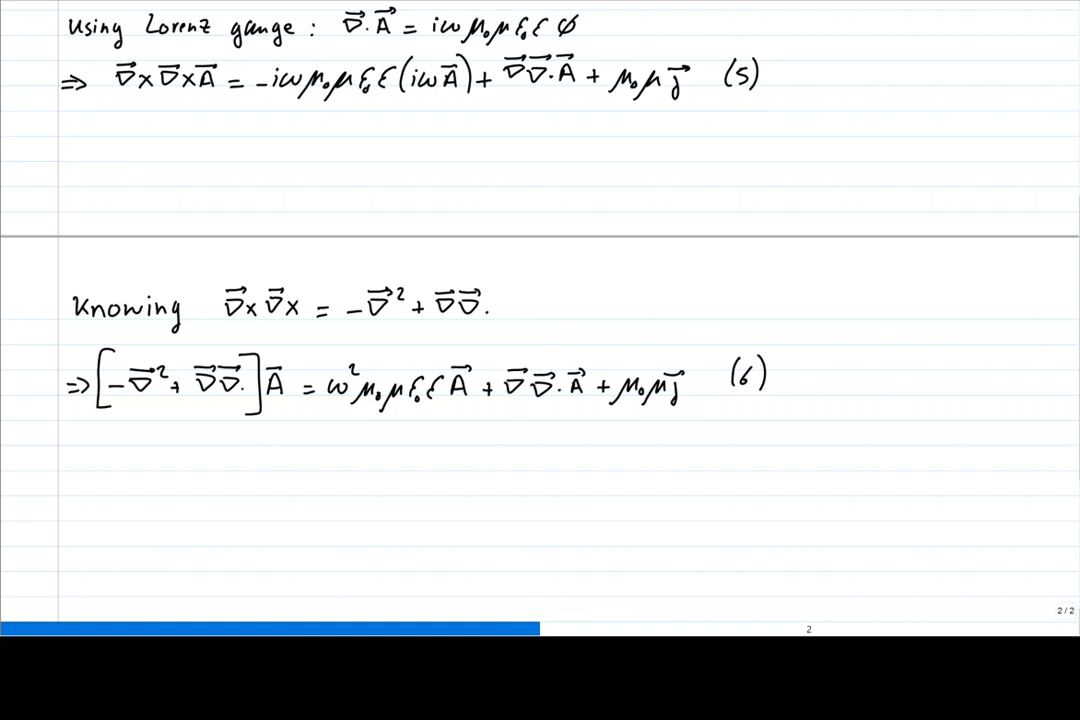 Using Lorenz gauge : ∇⃗·A⃗ = iωμ₀με₀ε ϕ
⇒ ∇⃗×∇⃗×A⃗ = -iωμ₀με₀ε(iωA⃗) + ∇⃗∇⃗·A⃗ + μ₀μj⃗ (5)
Knowing ∇⃗×∇⃗× = -∇⃗² + ∇⃗∇⃗·
⇒ [-∇⃗² + ∇⃗∇⃗·]A⃗ = ω²μ₀με₀εA⃗ + ∇⃗∇⃗·A⃗ + μ₀μj⃗ (6)
2 / 2
2